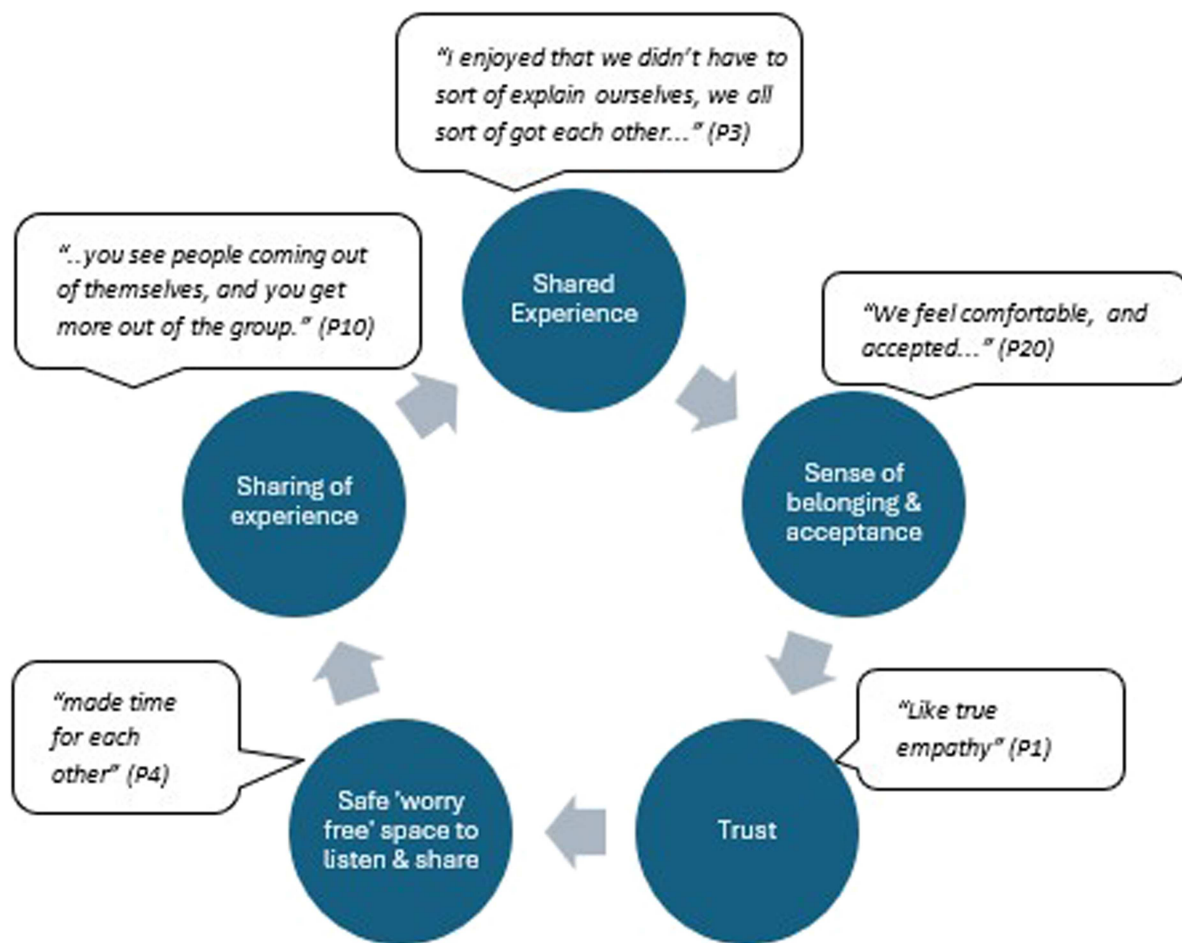 “I enjoyed that we didn’t have to
sort of explain ourselves, we all
sort of got each other...” (P3)
Shared
Experience
“We feel comfortable, and
accepted...” (P20)
Sense of
belonging &
acceptance
“Like true
empathy” (P1)
Trust
Safe ‘worry
free’ space to
listen & share
“made time
for each
other” (P4)
Sharing of
experience
“..you see people coming out
of themselves, and you get
more out of the group.” (P10)